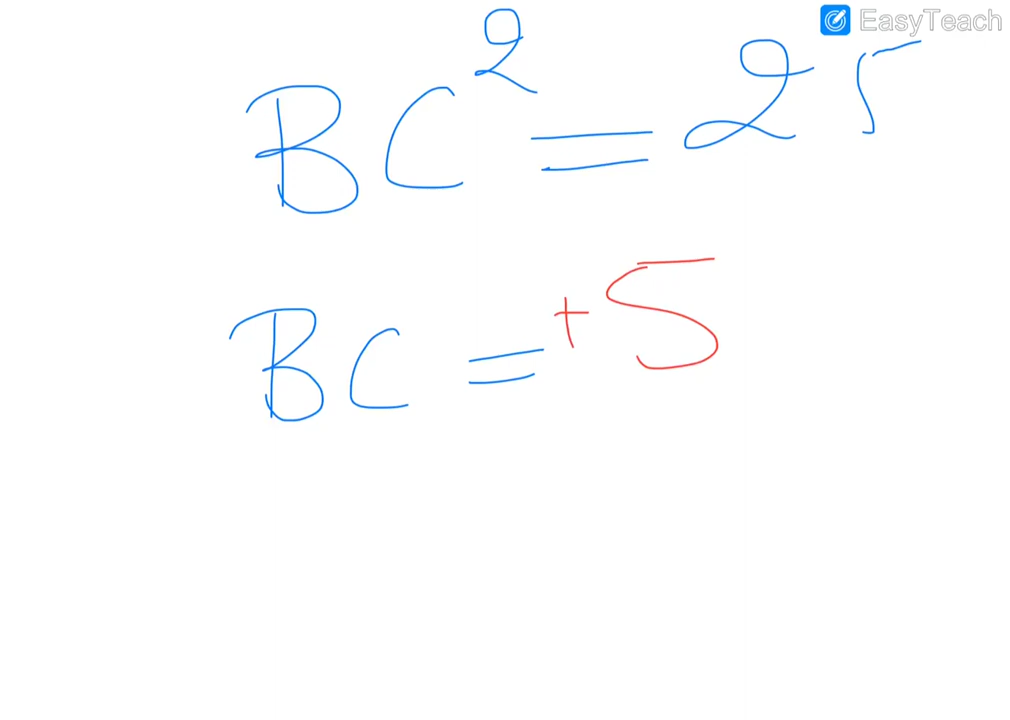 EasyTeach
BC² = 25
BC = +5